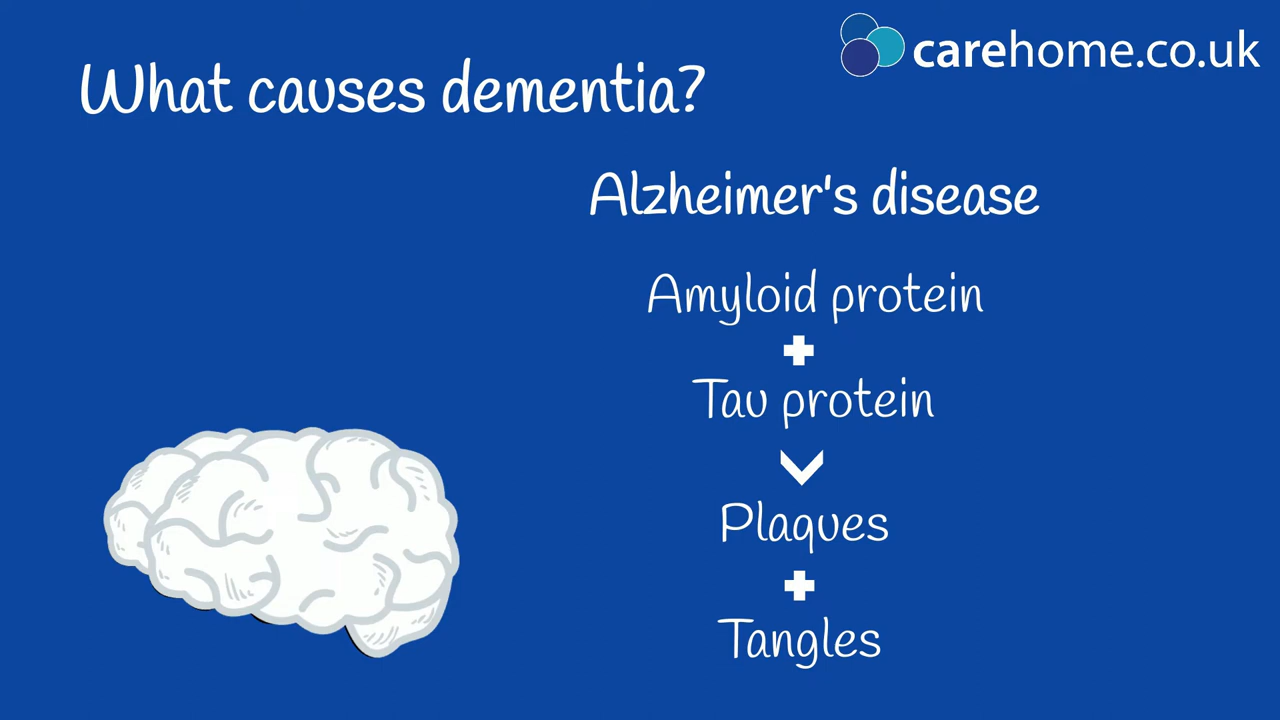 carehome.co.uk
What causes dementia?
Alzheimer's disease
Amyloid protein
+
Tau protein
Plaques
+
Tangles